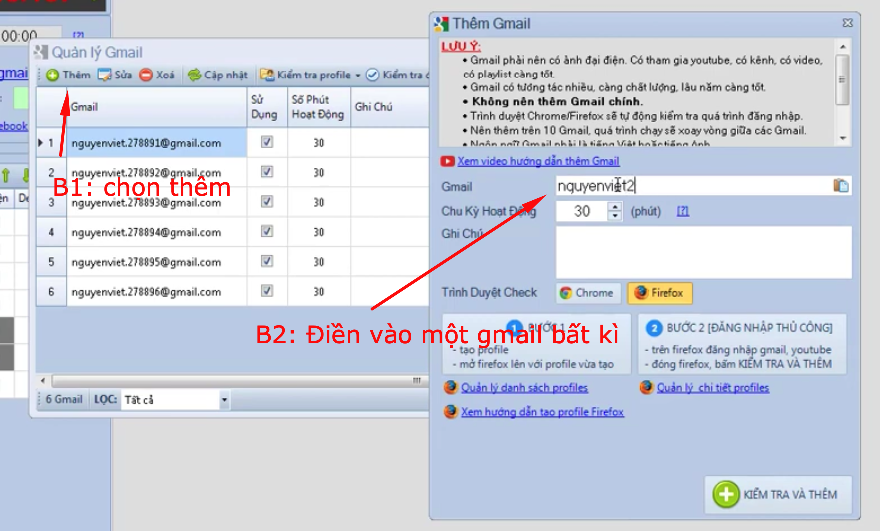 00:00
[?]
gmai
ebook
Quản lý Gmail
Thêm Sửa Xoá Cập nhật Kiểm tra profile Kiểm tra
Gmail Sử Dụng Số Phút Hoạt Động Ghi Chú
1 nguyenviet.278891@gmail.com 30
2 nguyenviet.278892@gmail.com 30
3 nguyenviet.278893@gmail.com 30
4 nguyenviet.278894@gmail.com 30
5 nguyenviet.278895@gmail.com 30
6 nguyenviet.278896@gmail.com 30
6 Gmail LỌC: Tất cả
B1: chọn thêm
B2: Điền vào một gmail bất kì
Thêm Gmail
LƯU Ý:
• Gmail phải nên có ảnh đại diện. Có tham gia youtube, có kênh, có video,
có playlist càng tốt.
• Gmail có tương tác nhiều, càng chất lượng, lâu năm càng tốt.
• Không nên thêm Gmail chính.
• Trình duyệt Chrome/Firefox sẽ tự động kiểm tra quá trình đăng nhập.
• Nên thêm trên 10 Gmail, quá trình chạy sẽ xoay vòng giữa các Gmail.
• Ngôn ngữ Gmail phải là tiếng Việt hoặc tiếng Anh.
Xem video hướng dẫn thêm Gmail
Gmail nguyenviet2
Chu Kỳ Hoạt Động 30 (phút) [?]
Ghi Chú
Trình Duyệt Check Chrome Firefox
1 BƯỚC 1
- tạo profile
- mở firefox lên với profile vừa tạo
2 BƯỚC 2 [ĐĂNG NHẬP THỦ CÔNG]
- trên firefox đăng nhập gmail, youtube
- đóng firefox, bấm KIỂM TRA VÀ THÊM
Quản lý danh sách profiles
Quản lý chi tiết profiles
Xem hướng dẫn tạo profile Firefox
KIỂM TRA VÀ THÊM